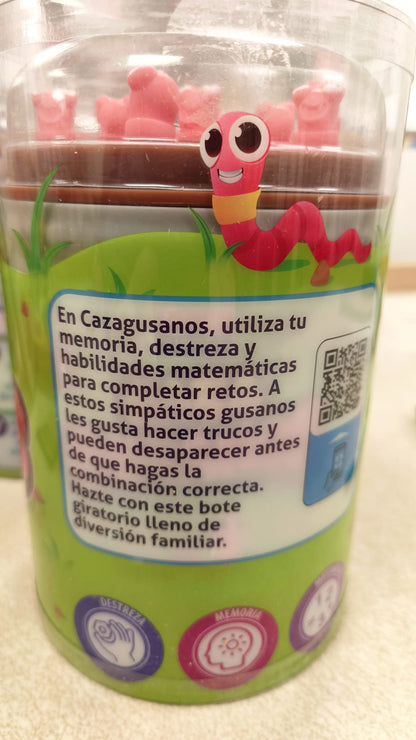 En Cazagusanos, utiliza tu
memoria, destreza y
habilidades matemáticas
para completar retos. A
estos simpáticos gusanos
les gusta hacer trucos y
pueden desaparecer antes
de que hagas la
combinación correcta.
Hazte con este bote
giratorio lleno de
diversión familiar.
DESTREZA
MEMORIA